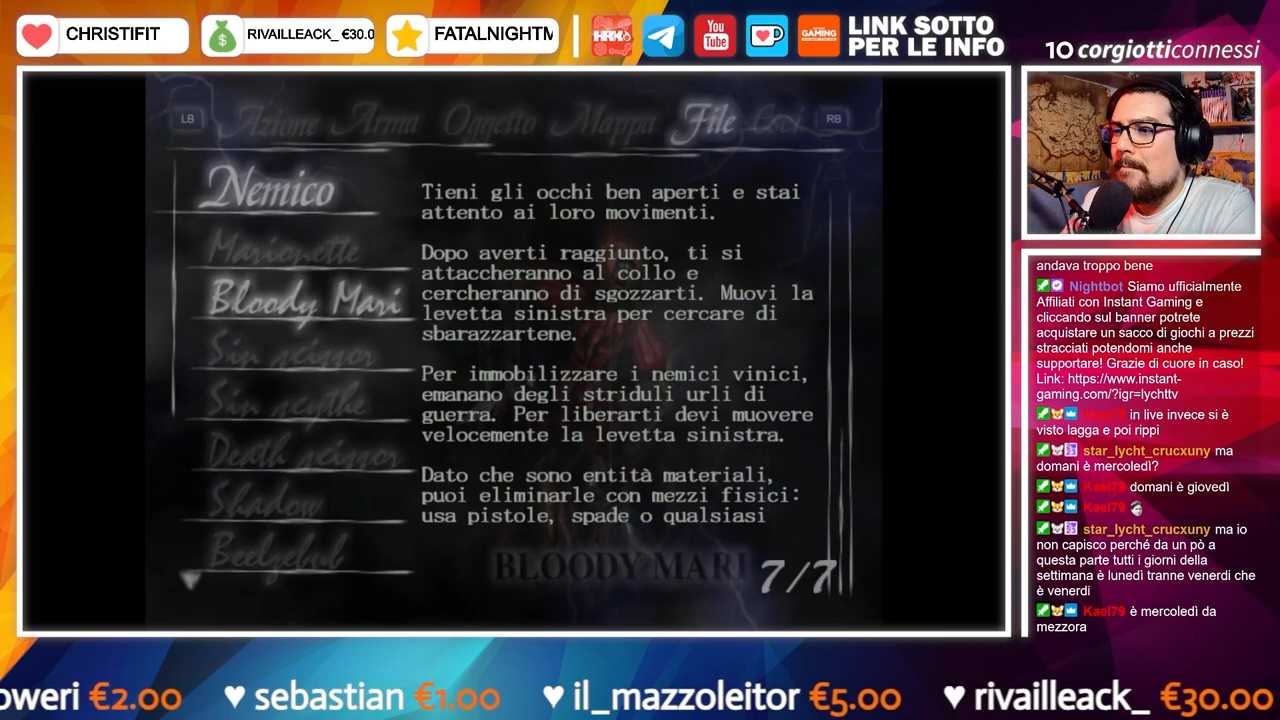 CHRISTIFIT
RIVAILLEACK_ €30.0
FATALNIGHTM
HRK
You
Tube
GAMING
LINK SOTTO
PER LE INFO
10 corgiotticonnessi
LB
Azione
Arma
Oggetto
Mappa
File
RB
Nemico
Marionette
Bloody Mari
Sin scissor
Sin scythe
Shadow
Beelzebub
Tieni gli occhi ben aperti e stai
attento ai loro movimenti.
Dopo averti raggiunto, ti si
attaccheranno al collo e
cercheranno di sgozzarti. Muovi la
levetta sinistra per cercare di
sbarazzartene.
Per immobilizzare i nemici vinici,
emanano degli striduli urli di
guerra. Per liberarti devi muovere
velocemente la levetta sinistra.
Dato che sono entità materiali,
puoi eliminarle con mezzi fisici:
usa pistole, spade o qualsiasi
BLOODY MARI
7/7
andava troppo bene
Nightbot Siamo ufficialmente
Affiliati con Instant Gaming e
cliccando sul banner potrete
acquistare un sacco di giochi a prezzi
stracciati potendomi anche
supportare! Grazie di cuore in caso!
Link: https://www.instant-
gaming.com/?igr=lychttv
Kael79 in live invece si è
visto lagga e poi rippi
star_lycht_crucxuny ma
domani è mercoledì?
Kael79 domani è giovedì
Kael79
star_lycht_crucxuny ma io
non capisco perché da un pò a
questa parte tutti i giorni della
settimana è lunedì tranne venerdi che
è venerdi
Kael79 è mercoledì da
mezzora
oweri €2.00 ♥ sebastian €1.00 ♥ il_mazzoleitor €5.00 ♥ rivailleack_ €30.00